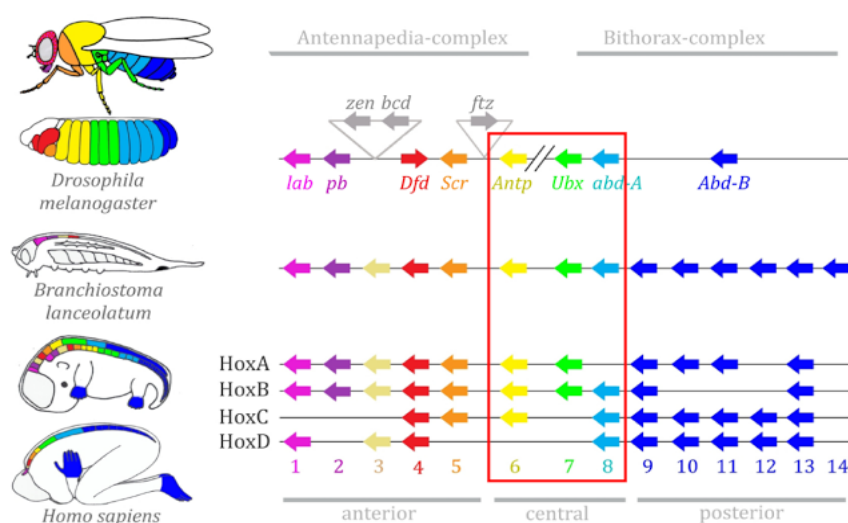 Antennapedia-complex Bithorax-complex
zen bcd ftz
lab pb Dfd Scr Antp Ubx abd-A Abd-B
Drosophila
melanogaster
Branchiostoma
lanceolatum
HoxA
HoxB
HoxC
HoxD
1 2 3 4 5 6 7 8 9 10 11 12 13 14
anterior central posterior
Homo sapiens